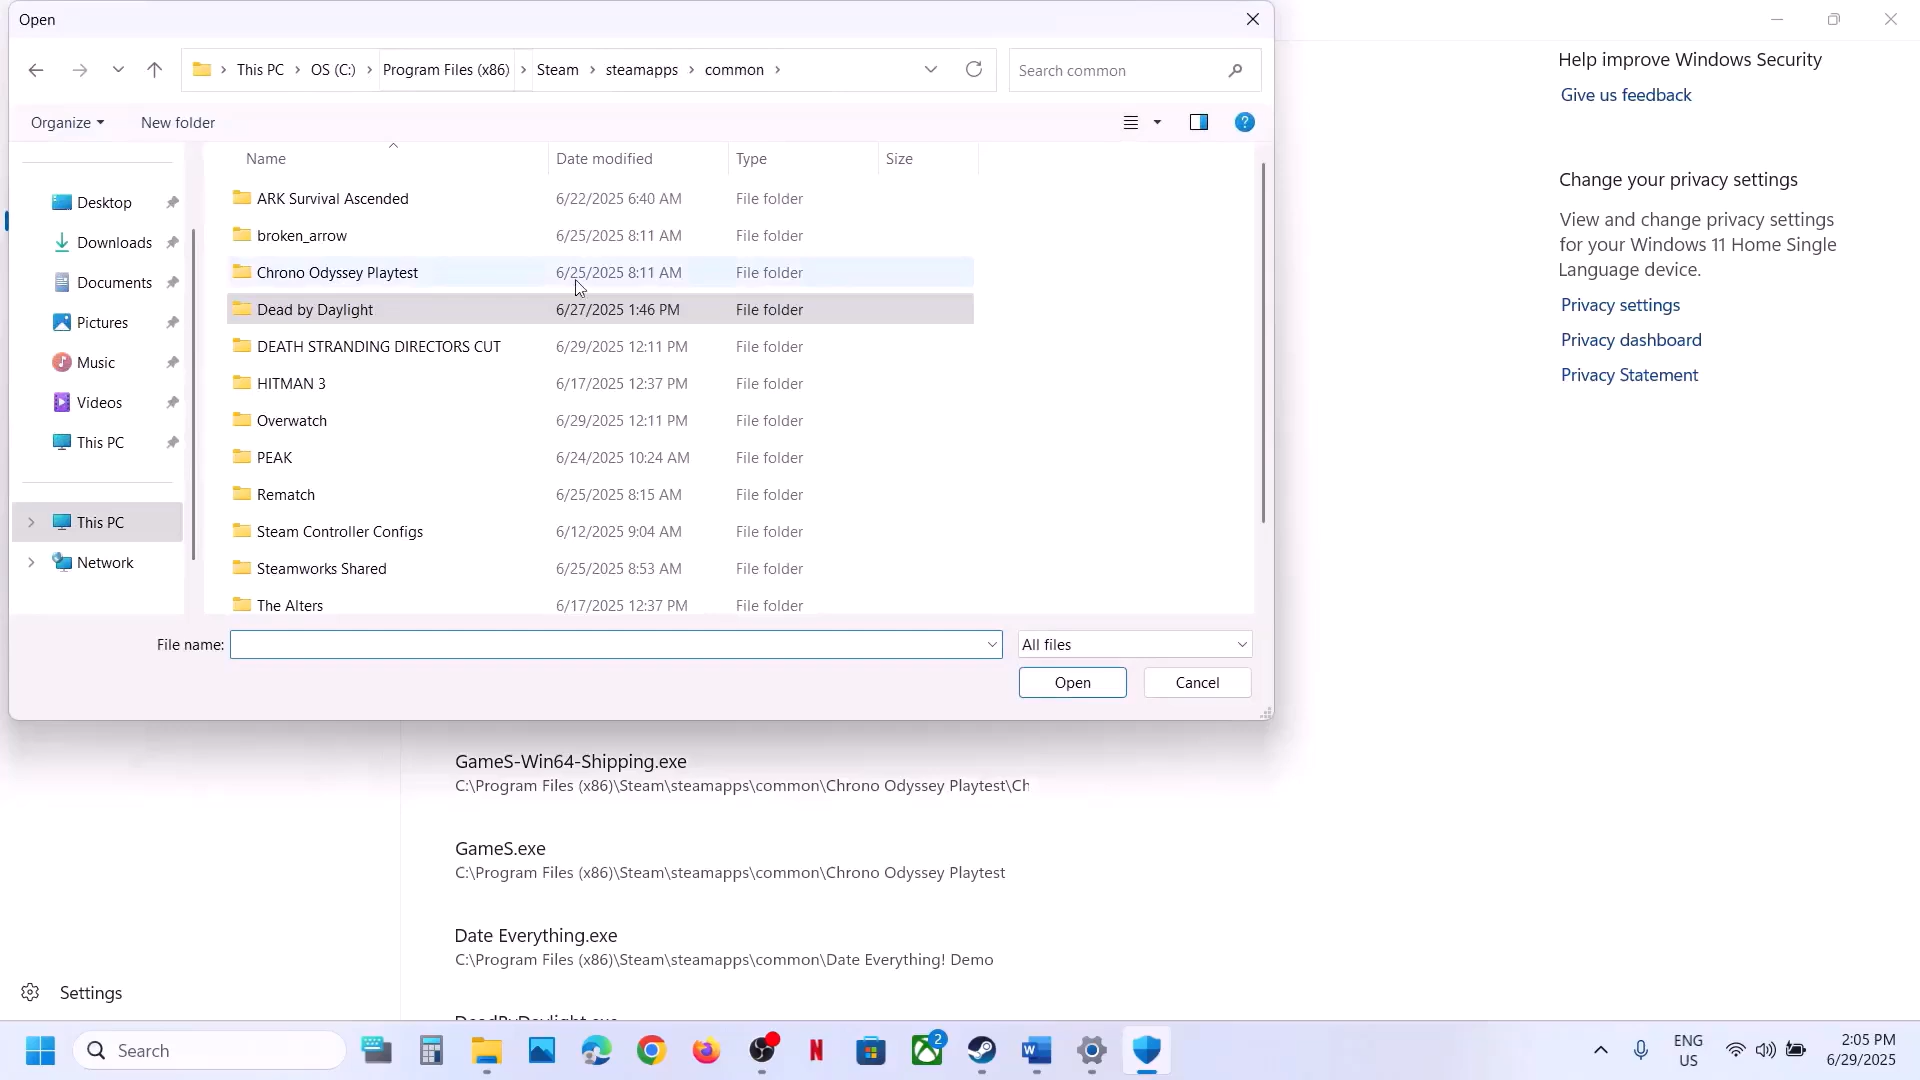 Open
This PC
OS (C:)
Program Files (x86)
Steam
steamapps
common
Search common
Organize
New folder
Name
Date modified
Type
Size
Desktop
Downloads
Documents
Pictures
Music
Videos
This PC
This PC
Network
ARK Survival Ascended 6/22/2025 6:40 AM File folder
broken_arrow 6/25/2025 8:11 AM File folder
Chrono Odyssey Playtest 6/25/2025 8:11 AM File folder
Dead by Daylight 6/27/2025 1:46 PM File folder
DEATH STRANDING DIRECTORS CUT 6/29/2025 12:11 PM File folder
HITMAN 3 6/17/2025 12:37 PM File folder
Overwatch 6/29/2025 12:11 PM File folder
PEAK 6/24/2025 10:24 AM File folder
Rematch 6/25/2025 8:15 AM File folder
Steam Controller Configs 6/12/2025 9:04 AM File folder
Steamworks Shared 6/25/2025 8:53 AM File folder
The Alters 6/17/2025 12:37 PM File folder
File name:
All files
Open
Cancel
Help improve Windows Security
Give us feedback
Change your privacy settings
View and change privacy settings
for your Windows 11 Home Single
Language device.
Privacy settings
Privacy dashboard
Privacy Statement
GameS-Win64-Shipping.exe
C:\Program Files (x86)\Steam\steamapps\common\Chrono Odyssey Playtest\Ch
GameS.exe
C:\Program Files (x86)\Steam\steamapps\common\Chrono Odyssey Playtest
Date Everything.exe
C:\Program Files (x86)\Steam\steamapps\common\Date Everything! Demo
DeadByDaylight.exe
Settings
Search
2
ENG
US
2:05 PM
6/29/2025